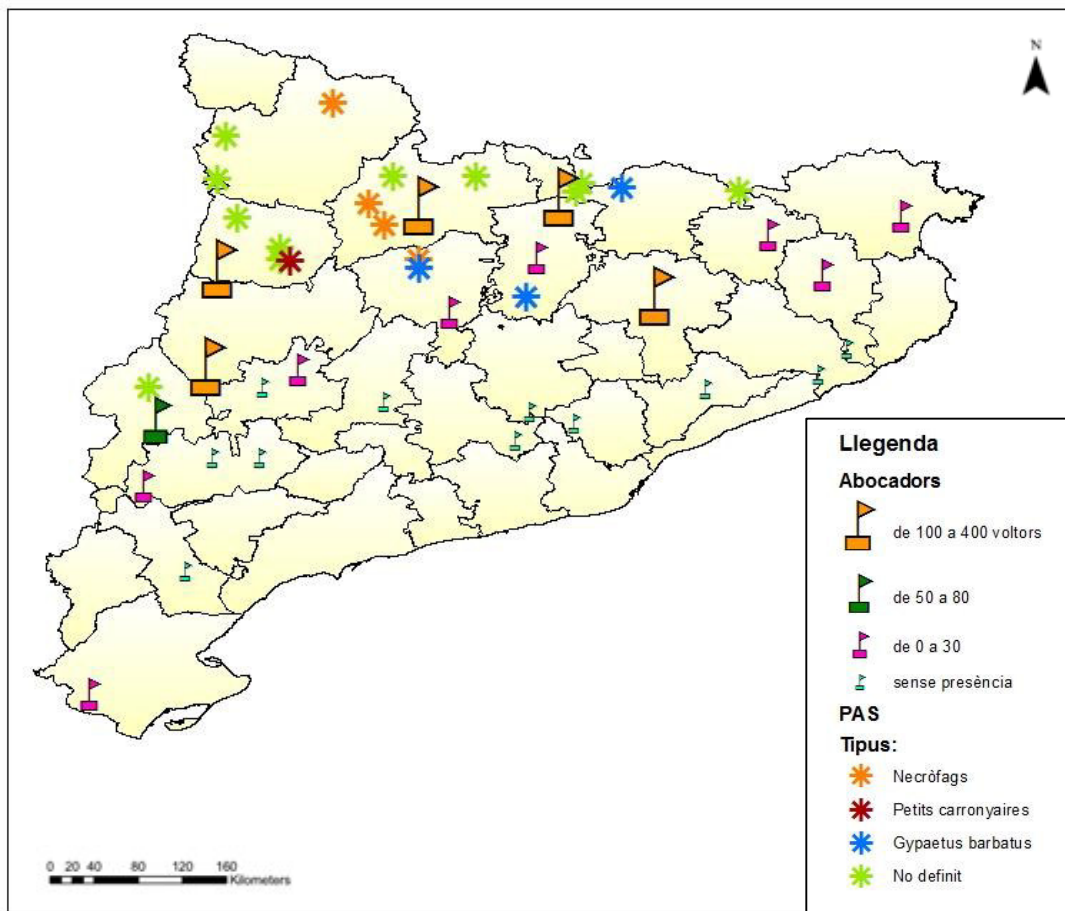 N
Llegenda
Abocadors
de 100 a 400 voltors
de 50 a 80
de 0 a 30
sense presència
PAS
Tipus:
Necròfags
Petits carronyaires
Gypaetus barbatus
No definit
0 20 40 80 120 160
Kilometers